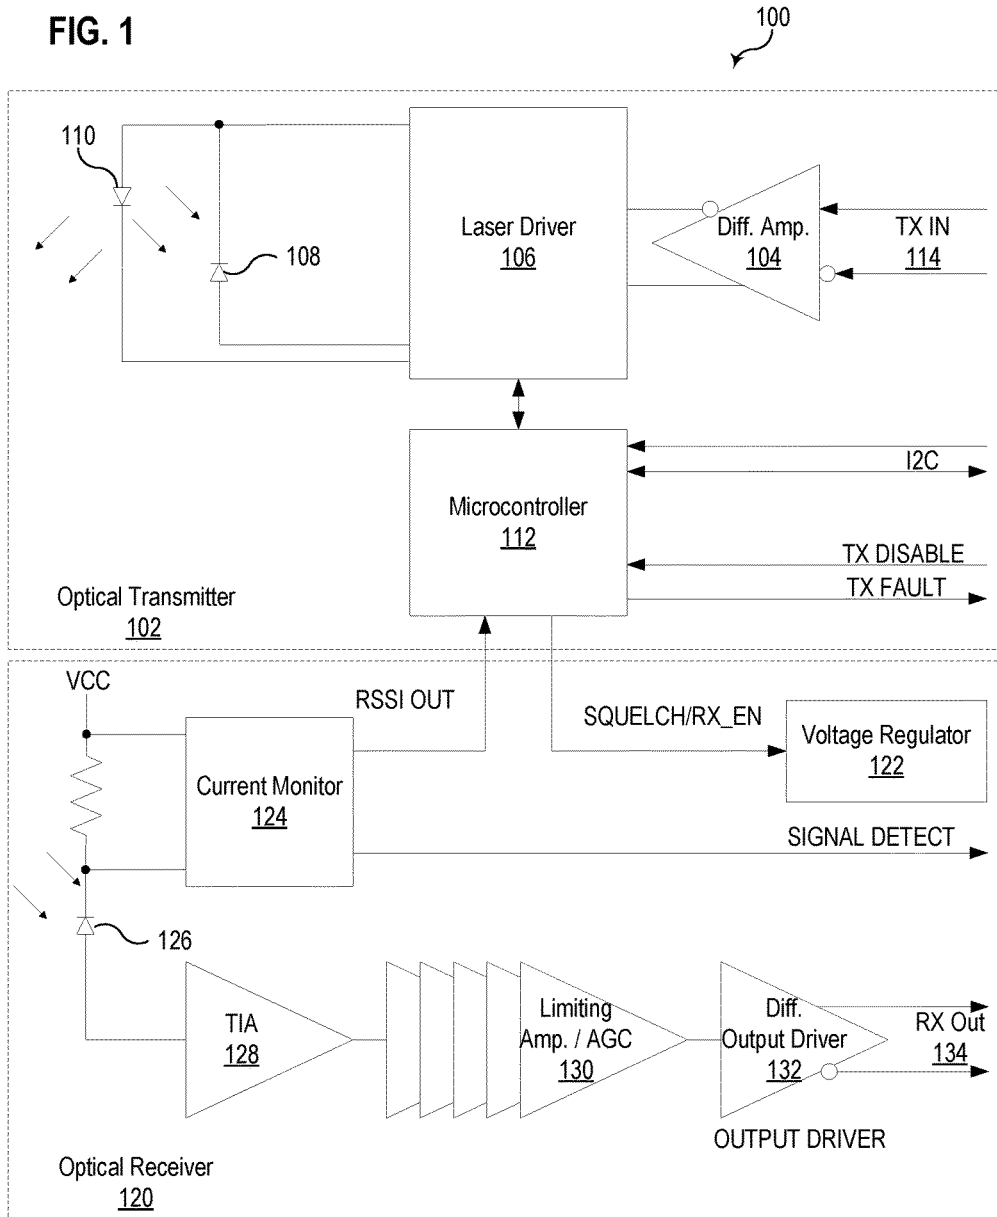 FIG. 1
100
110
108
Laser Driver
106
Diff. Amp.
104
TX IN
114
I2C
Microcontroller
112
TX DISABLE
TX FAULT
Optical Transmitter
102
VCC
RSSI OUT
SQUELCH/RX_EN
Voltage Regulator
122
Current Monitor
124
SIGNAL DETECT
126
TIA
128
Limiting
Amp. / AGC
130
Diff.
Output Driver
132
RX Out
134
OUTPUT DRIVER
Optical Receiver
120